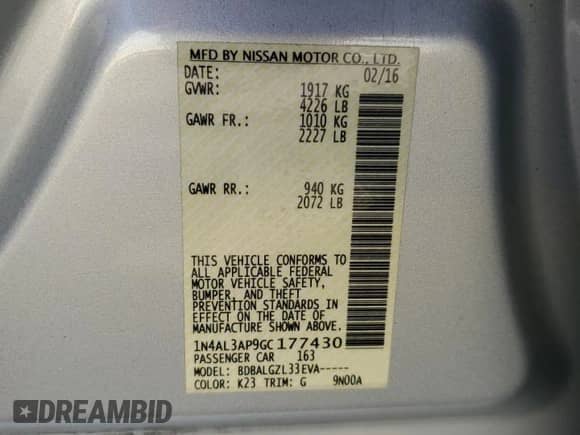 MFD BY NISSAN MOTOR CO., LTD.
DATE: 02/16
GVWR: 1917 KG
4226 LB
GAWR FR.: 1010 KG
2227 LB
GAWR RR.: 940 KG
2072 LB
THIS VEHICLE CONFORMS TO
ALL APPLICABLE FEDERAL
MOTOR VEHICLE SAFETY,
BUMPER, AND THEFT
PREVENTION STANDARDS IN
EFFECT ON THE DATE OF
MANUFACTURE SHOWN ABOVE.
1N4AL3AP9GC177430
PASSENGER CAR 163
MODEL: BDBALGZL33EVA-----
COLOR: K23 TRIM: G 9N00A
BDREAMBID